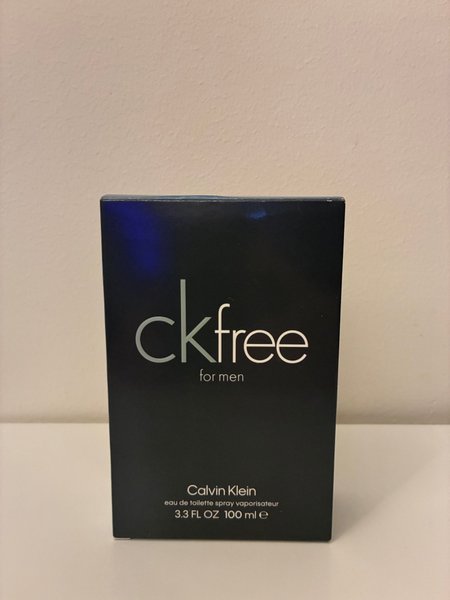 ckfree
for men
Calvin Klein
eau de toilette spray vaporisateur
3.3 FL OZ 100 ml ℮